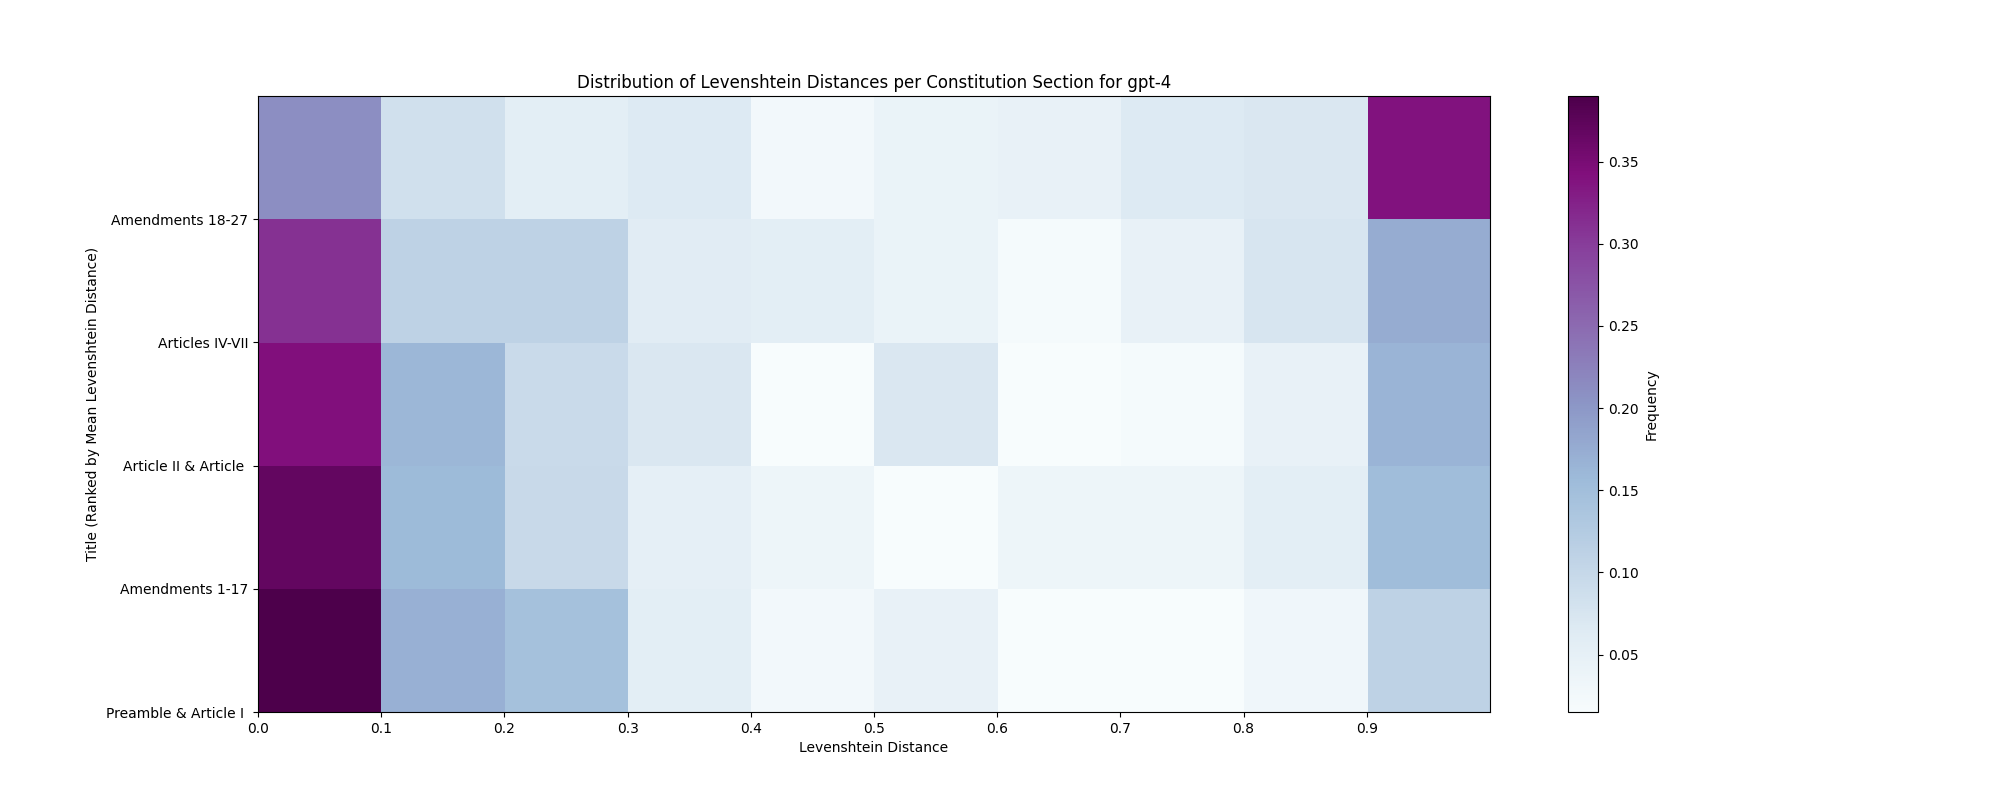 Distribution of Levenshtein Distances per Constitution Section for gpt-4
Title (Ranked by Mean Levenshtein Distance)
Amendments 18-27
Articles IV-VII
Article II & Article
Amendments 1-17
Preamble & Article I
0.0 0.1 0.2 0.3 0.4 0.5 0.6 0.7 0.8 0.9
Levenshtein Distance
0.35
0.30
0.25
0.20
0.15
0.10
0.05
Frequency